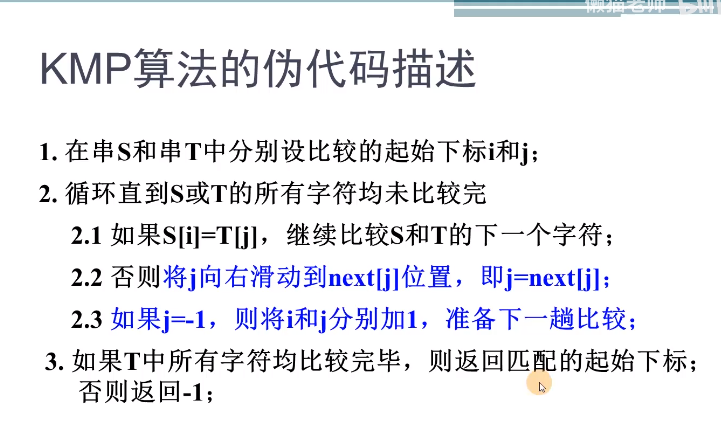 懒猫老师
KMP算法的伪代码描述
1. 在串S和串T中分别设比较的起始下标i和j；
2. 循环直到S或T的所有字符均未比较完
2.1 如果S[i]=T[j]，继续比较S和T的下一个字符；
2.2 否则将j向右滑动到next[j]位置，即j=next[j]；
2.3 如果j=-1，则将i和j分别加1，准备下一趟比较；
3. 如果T中所有字符均比较完毕，则返回匹配的起始下标；
否则返回-1；